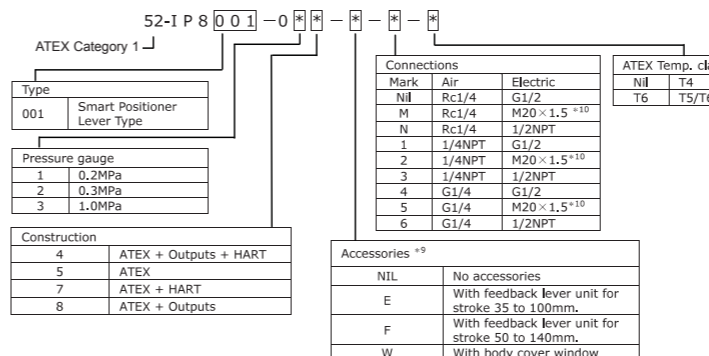 52-I P 8 0 0 1 - 0 * * - * - * - *
ATEX Category 1
Type
001 Smart Positioner
Lever Type
Pressure gauge
1 0.2MPa
2 0.3MPa
3 1.0MPa
Construction
4 ATEX + Outputs + HART
5 ATEX
7 ATEX + HART
8 ATEX + Outputs
Connections
Mark Air Electric
Nil Rc1/4 G1/2
M Rc1/4 M20×1.5 *10
N Rc1/4 1/2NPT
1 1/4NPT G1/2
2 1/4NPT M20×1.5*10
3 1/4NPT 1/2NPT
4 G1/4 G1/2
5 G1/4 M20×1.5*10
6 G1/4 1/2NPT
ATEX Temp.
Nil T4
T6
Accessories *9
NIL No accessories
E With feedback lever unit for
stroke 35 to 100mm.
F With feedback lever unit for
stroke 50 to 140mm.
W With body cover window